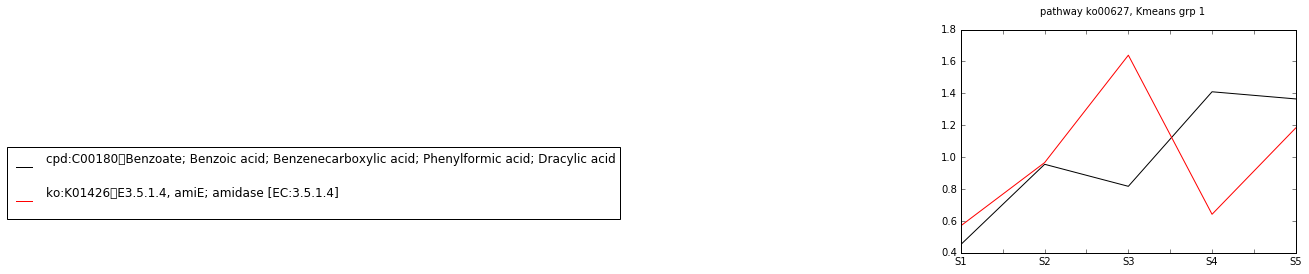 pathway ko00627, Kmeans grp 1
cpd:C00180▯Benzoate; Benzoic acid; Benzenecarboxylic acid; Phenylformic acid; Dracylic acid
ko:K01426▯E3.5.1.4, amiE; amidase [EC:3.5.1.4]
1.8
1.6
1.4
1.2
1.0
0.8
0.6
0.4
S1 S2 S3 S4 S5